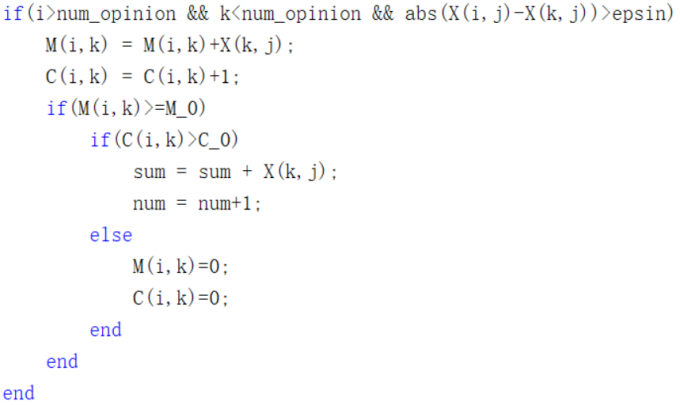 if(i>num_opinion && k<num_opinion && abs(X(i,j)-X(k,j))>epsin)
    M(i,k) = M(i,k)+X(k,j);
    C(i,k) = C(i,k)+1;
    if(M(i,k)>=M_0)
        if(C(i,k)>C_0)
            sum = sum + X(k,j);
            num = num+1;
        else
            M(i,k)=0;
            C(i,k)=0;
        end
    end
end